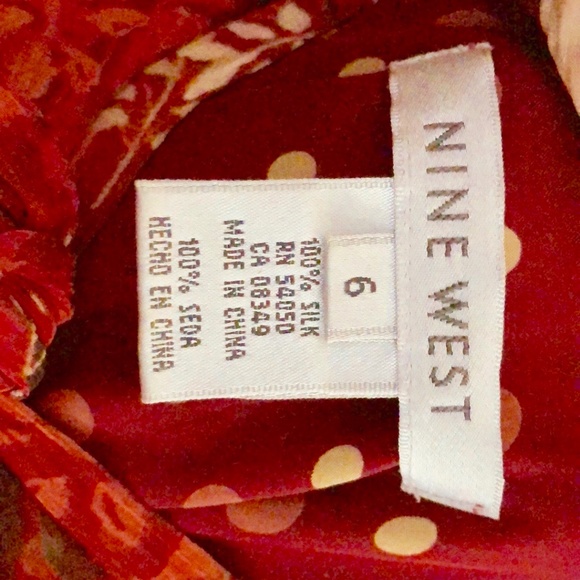 NINE WEST
6
100% SILK
RN 54050
CA 08349
MADE IN CHINA
100% SEDA
HECHO EN CHINA